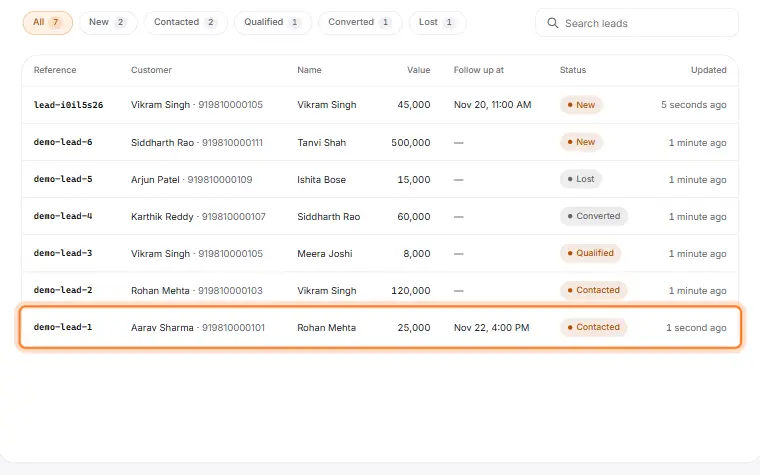 All 7 New 2 Contacted 2 Qualified 1 Converted 1 Lost 1 Search leads
Reference Customer Name Value Follow up at Status Updated
lead-i0il5s26 Vikram Singh · 919810000105 Vikram Singh 45,000 Nov 20, 11:00 AM New 5 seconds ago
demo-lead-6 Siddharth Rao · 919810000111 Tanvi Shah 500,000 — New 1 minute ago
demo-lead-5 Arjun Patel · 919810000109 Ishita Bose 15,000 — Lost 1 minute ago
demo-lead-4 Karthik Reddy · 919810000107 Siddharth Rao 60,000 — Converted 1 minute ago
demo-lead-3 Vikram Singh · 919810000105 Meera Joshi 8,000 — Qualified 1 minute ago
demo-lead-2 Rohan Mehta · 919810000103 Vikram Singh 120,000 — Contacted 1 minute ago
demo-lead-1 Aarav Sharma · 919810000101 Rohan Mehta 25,000 Nov 22, 4:00 PM Contacted 1 second ago